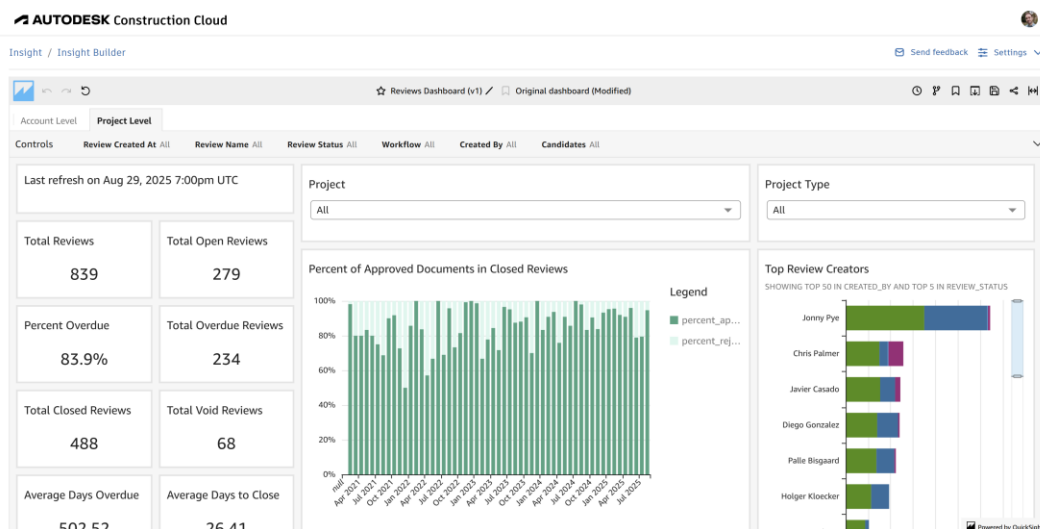 AUTODESK Construction Cloud
Insight / Insight Builder
Send feedback
Settings
Reviews Dashboard (v1)
Original dashboard (Modified)
Account Level
Project Level
Controls
Review Created At All
Review Name All
Review Status All
Workflow All
Created By All
Candidates All
Last refresh on Aug 29, 2025 7:00pm UTC
Project
All
Project Type
All
Total Reviews
839
Total Open Reviews
279
Percent Overdue
83.9%
Total Overdue Reviews
234
Total Closed Reviews
488
Total Void Reviews
68
Average Days Overdue
502.52
Average Days to Close
26.41
Percent of Approved Documents in Closed Reviews
100%
80%
60%
40%
20%
0%
null
Apr 2021
Jul 2021
Oct 2021
Jan 2022
Apr 2022
Jul 2022
Oct 2022
Jan 2023
Apr 2023
Jul 2023
Oct 2023
Jan 2024
Apr 2024
Jul 2024
Oct 2024
Jan 2025
Apr 2025
Jul 2025
Legend
percent_ap...
percent_rej...
Top Review Creators
SHOWING TOP 50 IN CREATED_BY AND TOP 5 IN REVIEW_STATUS
Jonny Pye
Chris Palmer
Javier Casado
Diego Gonzalez
Palle Bisgaard
Holger Kloecker
Powered by QuickSigh